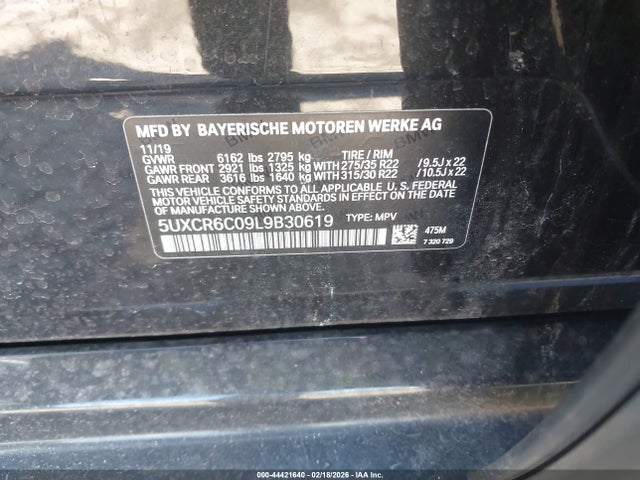 MFD BY BAYERISCHE MOTOREN WERKE AG
11/19
GVWR 6162 lbs 2795 kg TIRE / RIM
GAWR FRONT 2921 lbs 1325 kg WITH 275/35 R22 /9.5J x 22
GAWR REAR 3616 lbs 1640 kg WITH 315/30 R22 /10.5J x 22
THIS VEHICLE CONFORMS TO ALL APPLICABLE U.S. FEDERAL
MOTOR VEHICLE SAFETY STANDARDS IN EFFECT ON THE
DATE OF MANUFACTURE SHOWN ABOVE.
5UXCR6C09L9B30619 TYPE: MPV
475M
7 320 729
000-44421640 | 02/18/2026 - IAA Inc.